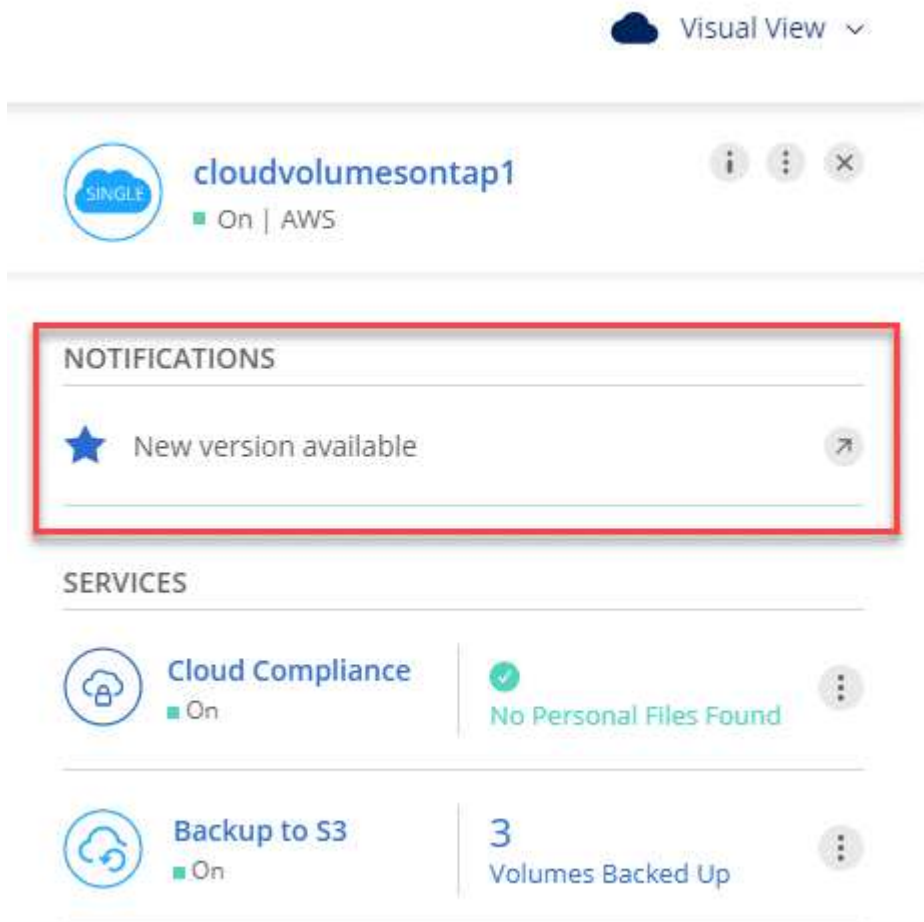 Visual View
SINGLE
cloudvolumesontap1
On | AWS
NOTIFICATIONS
New version available
SERVICES
Cloud Compliance
On
No Personal Files Found
Backup to S3
On
3
Volumes Backed Up